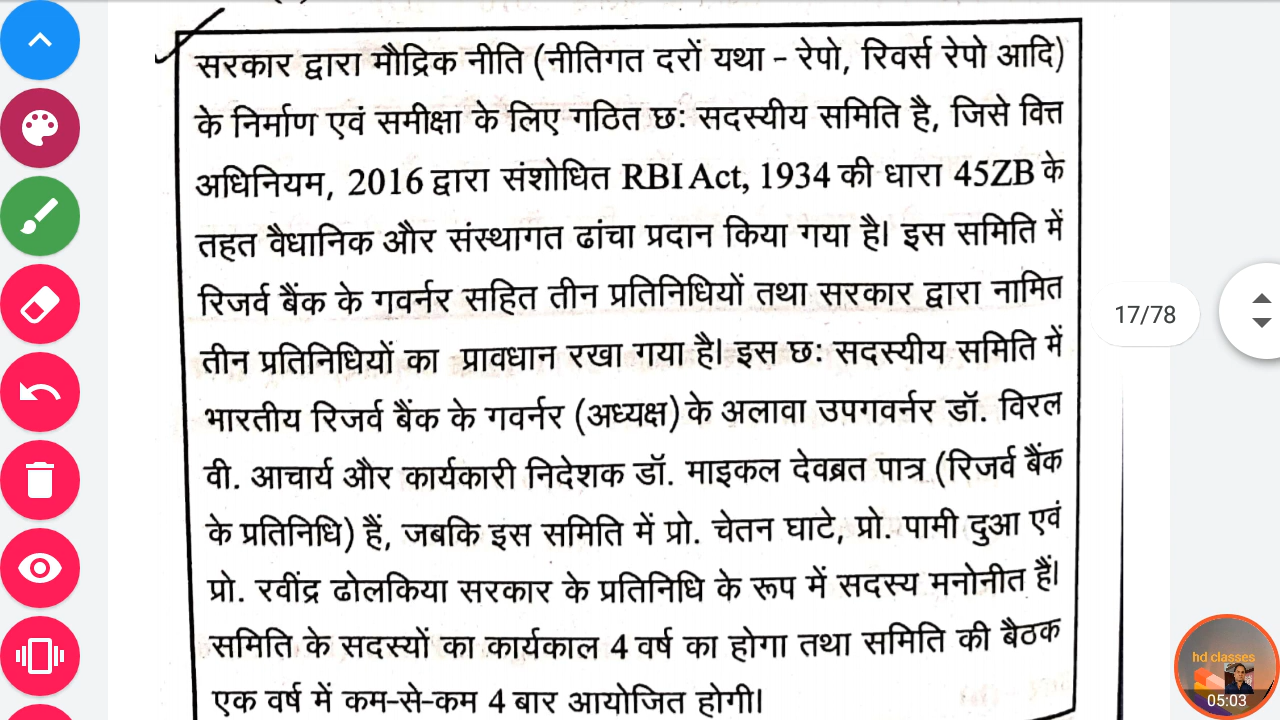 सरकार द्वारा मौद्रिक नीति (नीतिगत दरों यथा - रेपो, रिवर्स रेपो आदि)
के निर्माण एवं समीक्षा के लिए गठित छः सदस्यीय समिति है, जिसे वित्त
अधिनियम, 2016 द्वारा संशोधित RBI Act, 1934 की धारा 45ZB के
तहत वैधानिक और संस्थागत ढांचा प्रदान किया गया है। इस समिति में
रिजर्व बैंक के गवर्नर सहित तीन प्रतिनिधियों तथा सरकार द्वारा नामित
तीन प्रतिनिधियों का प्रावधान रखा गया है। इस छः सदस्यीय समिति में
भारतीय रिजर्व बैंक के गवर्नर (अध्यक्ष) के अलावा उपगवर्नर डॉ. विरल
वी. आचार्य और कार्यकारी निदेशक डॉ. माइकल देवब्रत पात्र (रिजर्व बैंक
के प्रतिनिधि) हैं, जबकि इस समिति में प्रो. चेतन घाटे, प्रो. पामी दुआ एवं
प्रो. रवींद्र ढोलकिया सरकार के प्रतिनिधि के रूप में सदस्य मनोनीत हैं।
समिति के सदस्यों का कार्यकाल 4 वर्ष का होगा तथा समिति की बैठक
एक वर्ष में कम-से-कम 4 बार आयोजित होगी।
17/78
hd classes
05:03